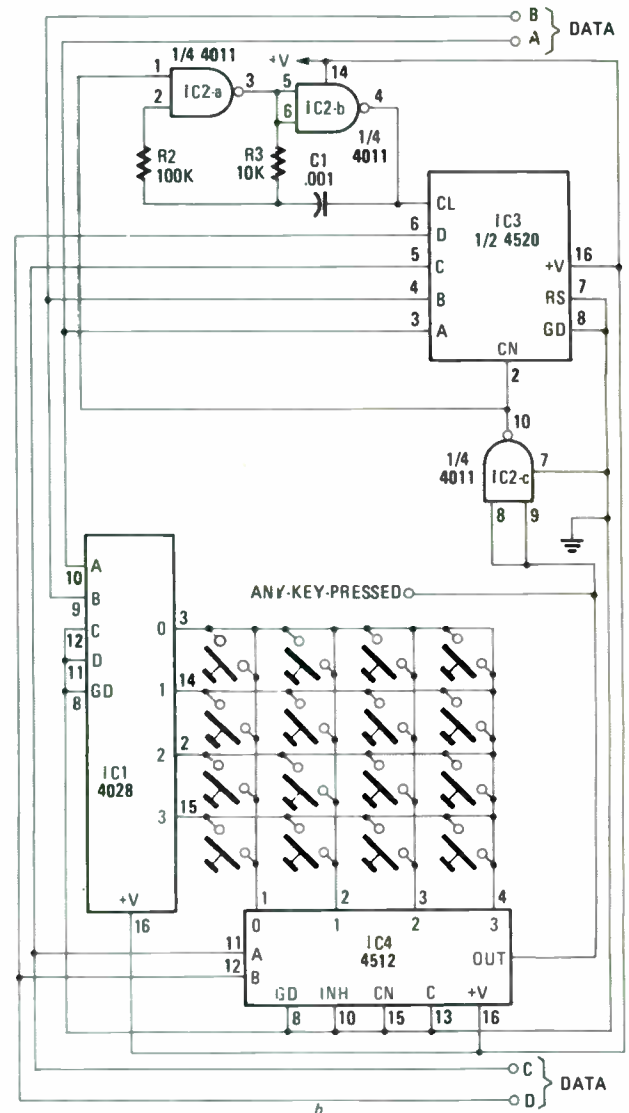 B
A
DATA
1/4 4011
+V
14
1
2
3
IC2-a
5
6
IC2-b
4
1/4
4011
R2
100K
R3
10K
C1
.001
CL
IC3
1/2 4520
6
D
5
C
4
B
3
A
+V
16
RS
7
GD
8
CN
2
10
1/4
4011
IC2-c
7
8
9
ANY-KEY-PRESSED
A
10
B
9
C
12
D
11
GD
8
0
3
1
14
2
2
3
15
IC1
4028
+V
16
1
2
3
4
0
1
2
3
11
A
12
B
IC4
4512
OUT
GD
INH
CN
C
+V
8
10
15
13
16
C
D
DATA
b